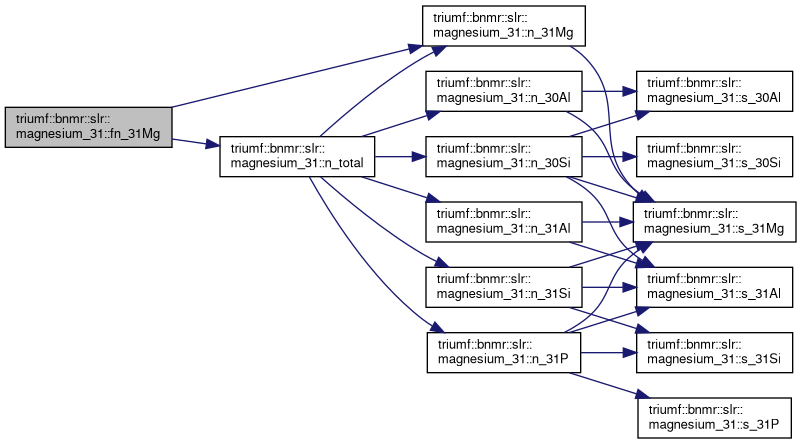 triumf::bnmr::slr::
magnesium_31::fn_31Mg
triumf::bnmr::slr::
magnesium_31::n_total
triumf::bnmr::slr::
magnesium_31::n_31Mg
triumf::bnmr::slr::
magnesium_31::n_30Al
triumf::bnmr::slr::
magnesium_31::n_30Si
triumf::bnmr::slr::
magnesium_31::n_31Al
triumf::bnmr::slr::
magnesium_31::n_31Si
triumf::bnmr::slr::
magnesium_31::n_31P
triumf::bnmr::slr::
magnesium_31::s_30Al
triumf::bnmr::slr::
magnesium_31::s_30Si
triumf::bnmr::slr::
magnesium_31::s_31Mg
triumf::bnmr::slr::
magnesium_31::s_31Al
triumf::bnmr::slr::
magnesium_31::s_31Si
triumf::bnmr::slr::
magnesium_31::s_31P